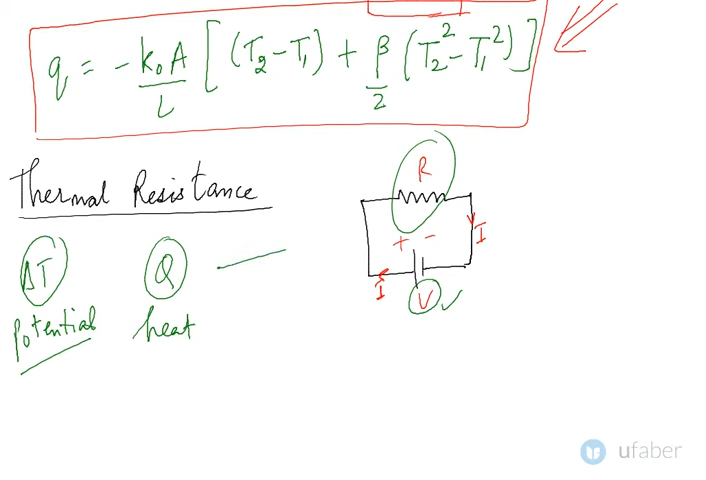 q = - k₀A/L [ (T₂ - T₁) + β/2 (T₂² - T₁²) ]
Thermal Resistance
R
+ -
I
ΔT Q
I
V ✓
potential heat
ufaber